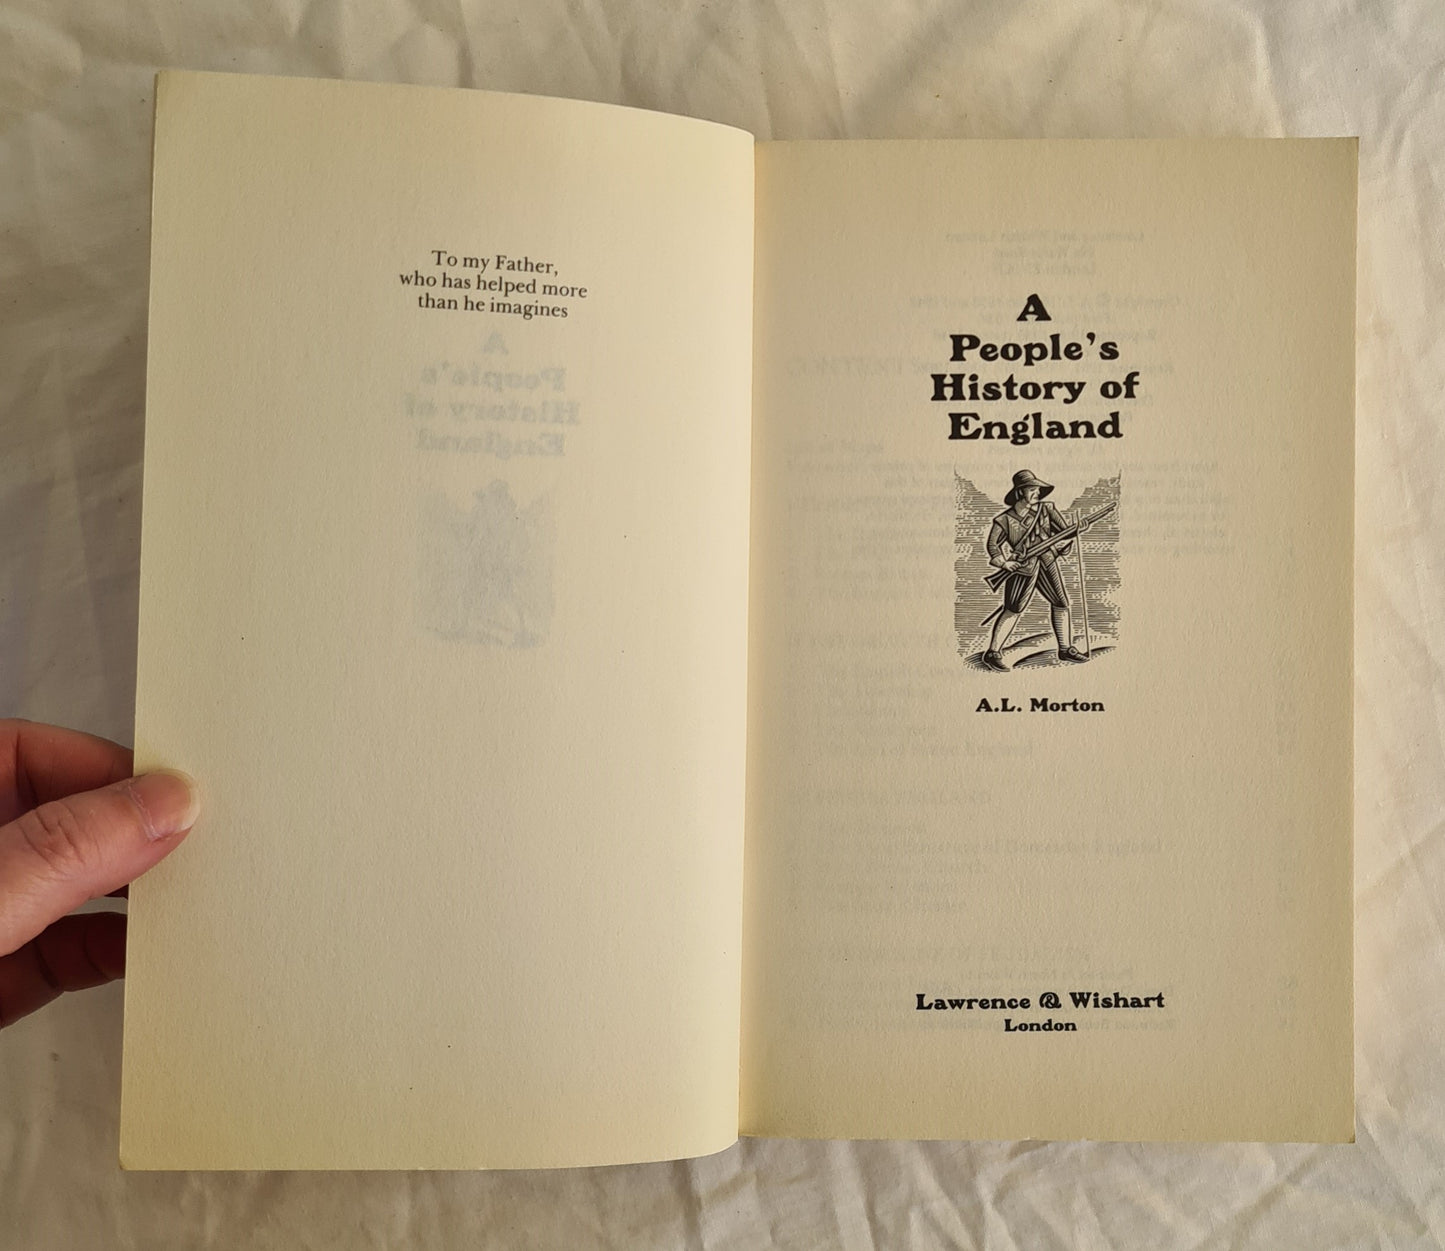 To my Father,
who has helped more
than he imagines
A
People's
History of
England
A.L. Morton
Lawrence & Wishart
London